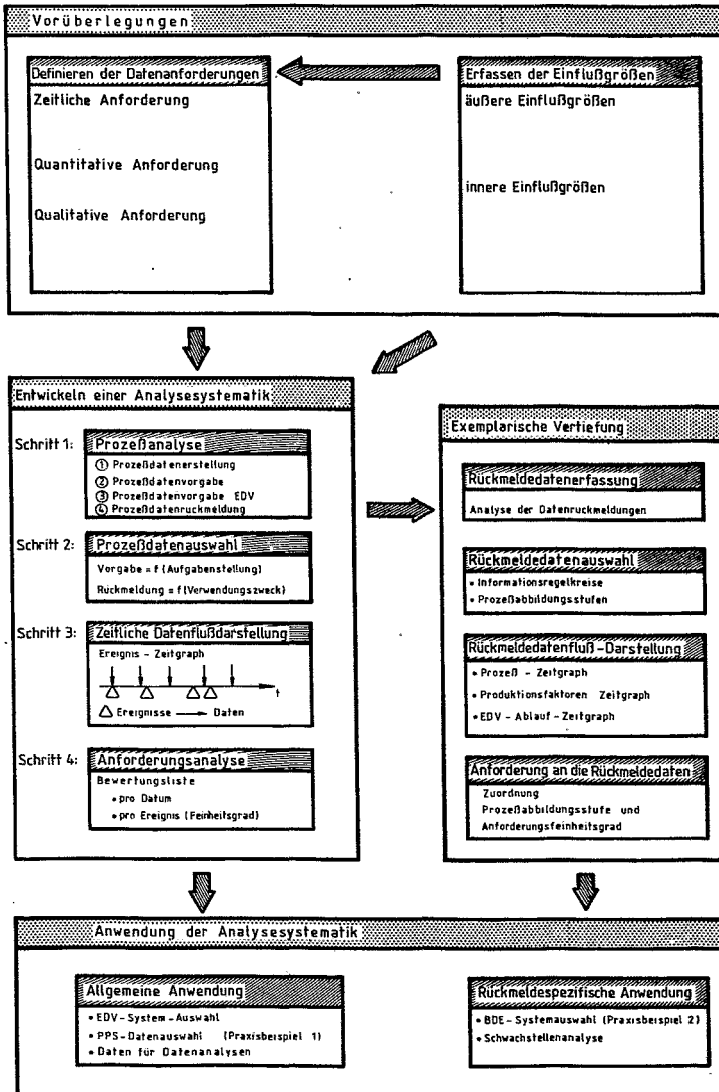 Vorüberlegungen
Definieren der Datenanforderungen
Zeitliche Anforderung
Quantitative Anforderung
Qualitative Anforderung
Erfassen der Einflußgrößen
äußere Einflußgrößen
innere Einflußgrößen
Entwickeln einer Analysesystematik
Schritt 1:
Prozeßanalyse
① Prozeßdatenerstellung
② Prozeßdatenvorgabe
③ Prozeßdatenvorgabe EDV
④ Prozeßdatenruckmeldung
Schritt 2:
Prozeßdatenauswahl
Vorgabe = f (Aufgabenstellung)
Rückmeldung = f (Verwendungszweck)
Schritt 3:
Zeitliche Datenflußdarstellung
Ereignis - Zeitgraph
t
△ Ereignisse → Daten
Schritt 4:
Anforderungsanalyse
Bewertungsliste
• pro Datum
• pro Ereignis (Feinheitsgrad)
Exemplarische Vertiefung
Rückmeldedatenerfassung
Analyse der Datenruckmeldungen
Rückmeldedatenauswahl
• Informationsregelkreise
• Prozeßabbildungsstufen
Rückmeldedatenfluß - Darstellung
• Prozeß - Zeitgraph
• Produktionsfaktoren Zeitgraph
• EDV - Ablauf - Zeitgraph
Anforderung an die Rückmeldedaten
Zuordnung
Prozeßabbildungsstufe und
Anforderungsfeinheitsgrad
Anwendung der Analysesystematik
Allgemeine Anwendung
• EDV - System - Auswahl
• PPS - Datenauswahl (Praxisbeispiel 1)
• Daten für Datenanalysen
Rückmeldespezifische Anwendung
• BDE - Systemauswahl (Praxisbeispiel 2)
• Schwachstellenanalyse